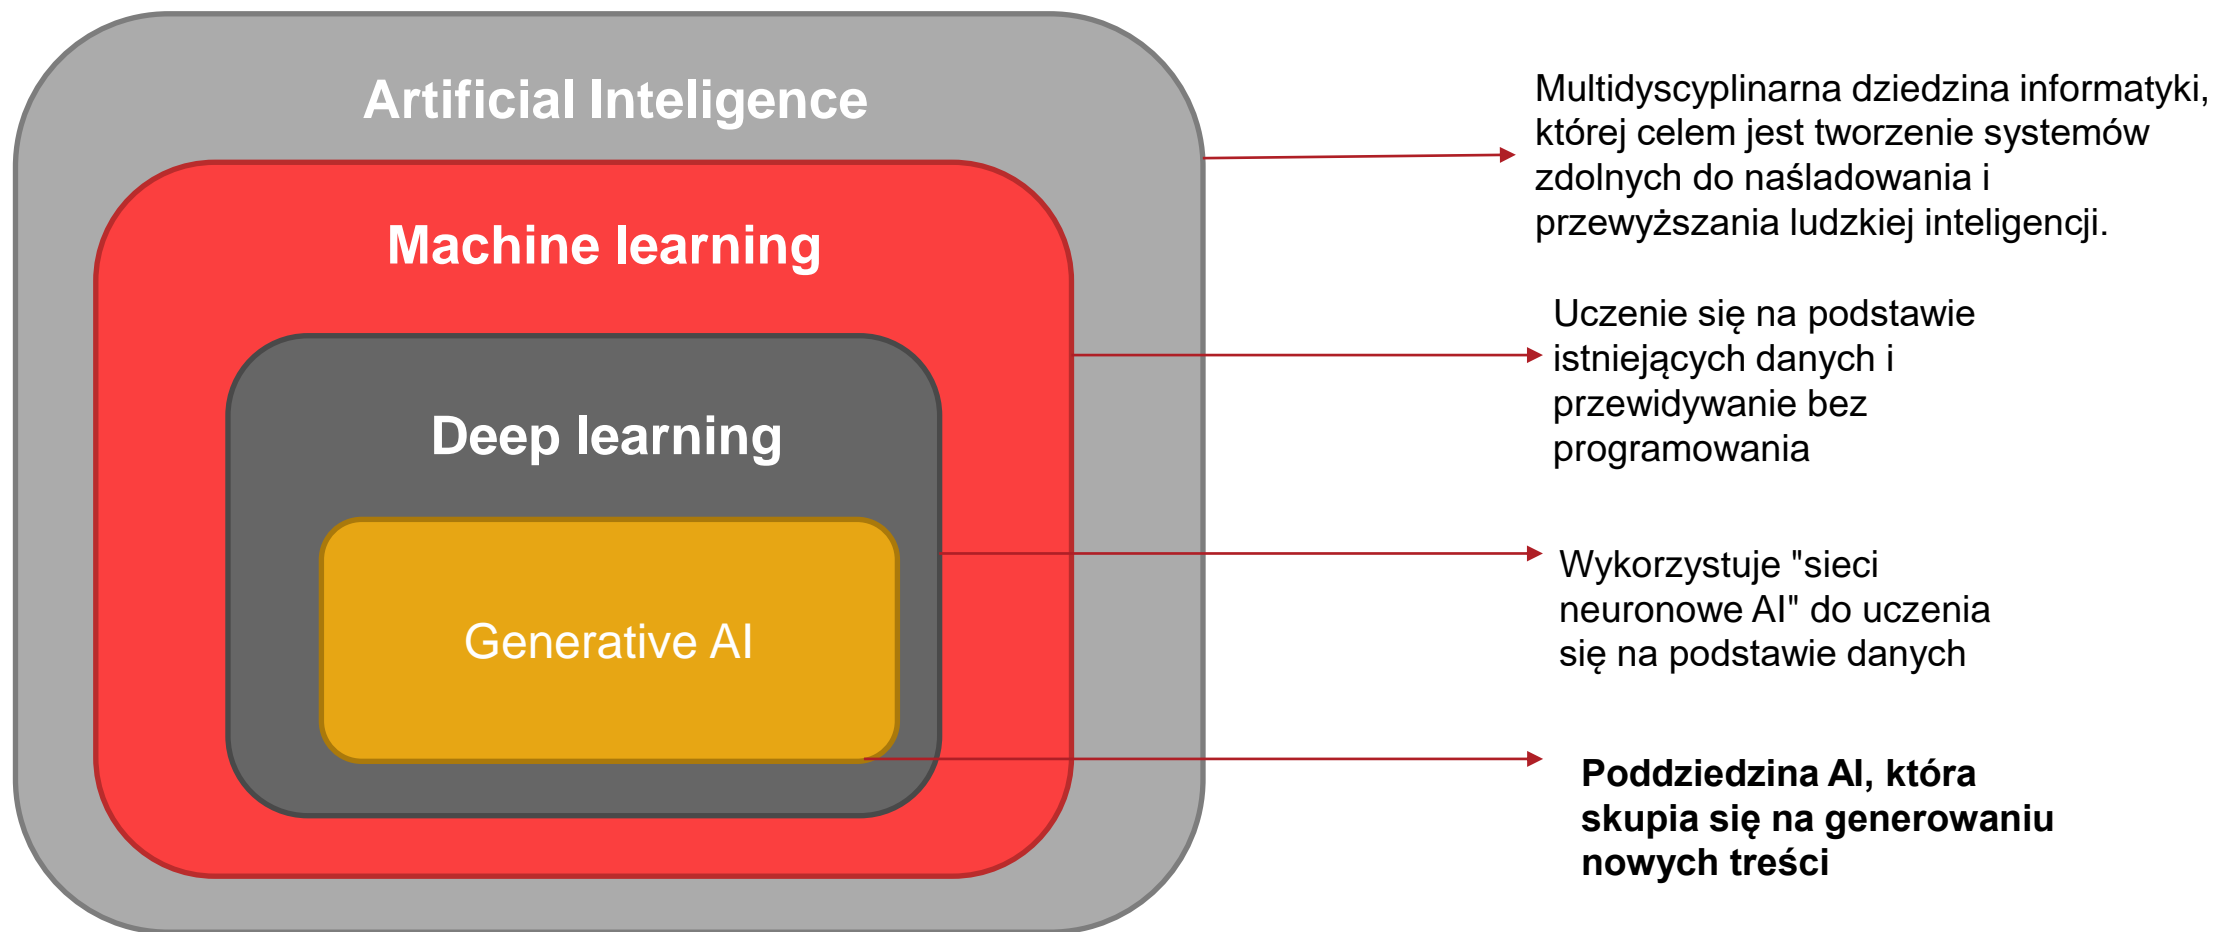 Artificial Inteligence
Machine learning
Deep learning
Generative AI
Multidyscyplinarna dziedzina informatyki,
której celem jest tworzenie systemów
zdolnych do naśladowania i
przewyższania ludzkiej inteligencji.
Uczenie się na podstawie
istniejących danych i
przewidywanie bez
programowania
Wykorzystuje "sieci
neuronowe AI" do uczenia
się na podstawie danych
Poddziedzina AI, która
skupia się na generowaniu
nowych treści